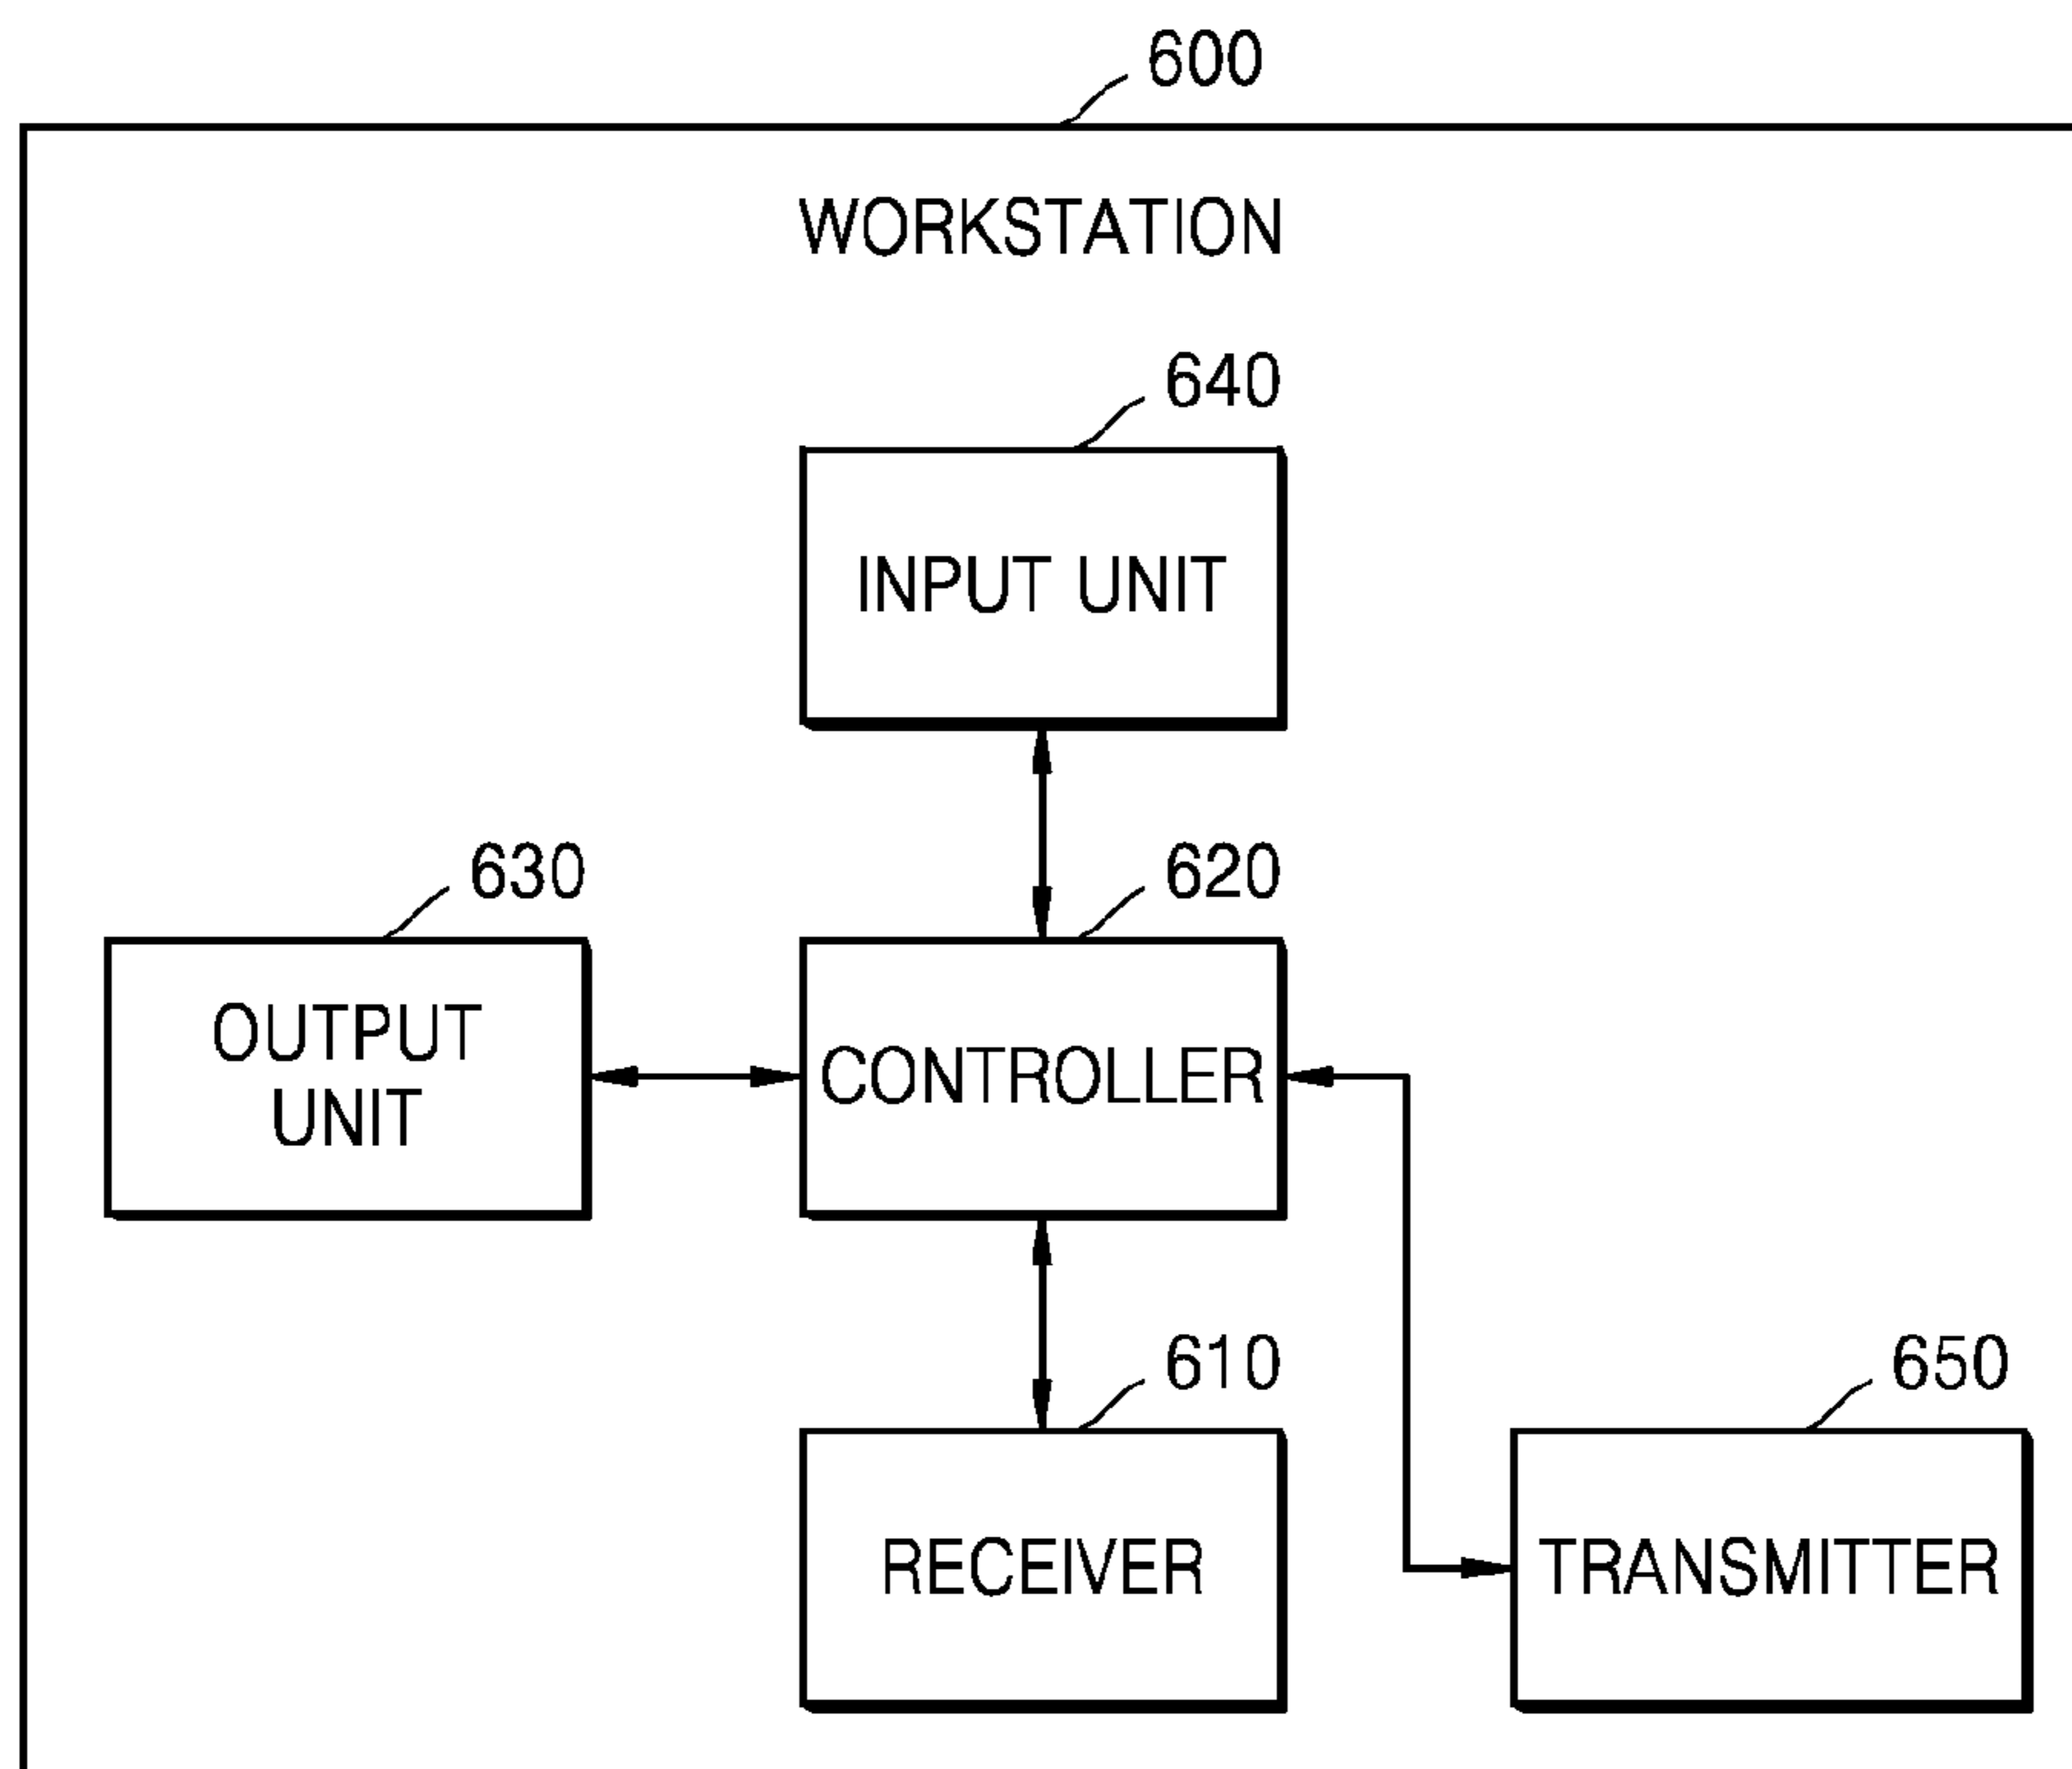 600
WORKSTATION
640
INPUT UNIT
630
620
OUTPUT
UNIT
CONTROLLER
610
650
RECEIVER
TRANSMITTER